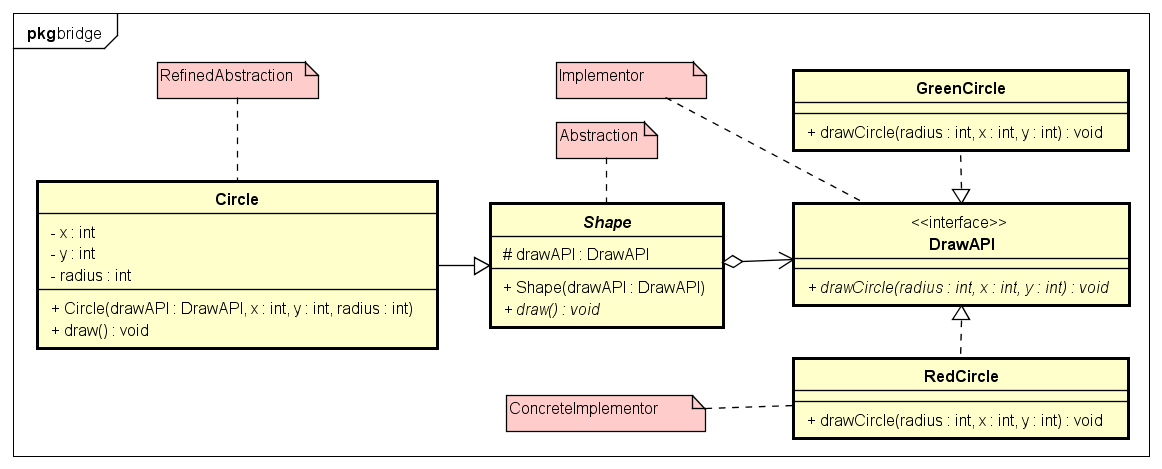 pkg bridge
RefinedAbstraction
Implementor
Abstraction
GreenCircle
+ drawCircle(radius : int, x : int, y : int) : void
Circle
- x : int
- y : int
- radius : int
+ Circle(drawAPI : DrawAPI, x : int, y : int, radius : int)
+ draw() : void
Shape
# drawAPI : DrawAPI
+ Shape(drawAPI : DrawAPI)
+ draw() : void
<<interface>>
DrawAPI
+ drawCircle(radius : int, x : int, y : int) : void
ConcreteImplementor
RedCircle
+ drawCircle(radius : int, x : int, y : int) : void